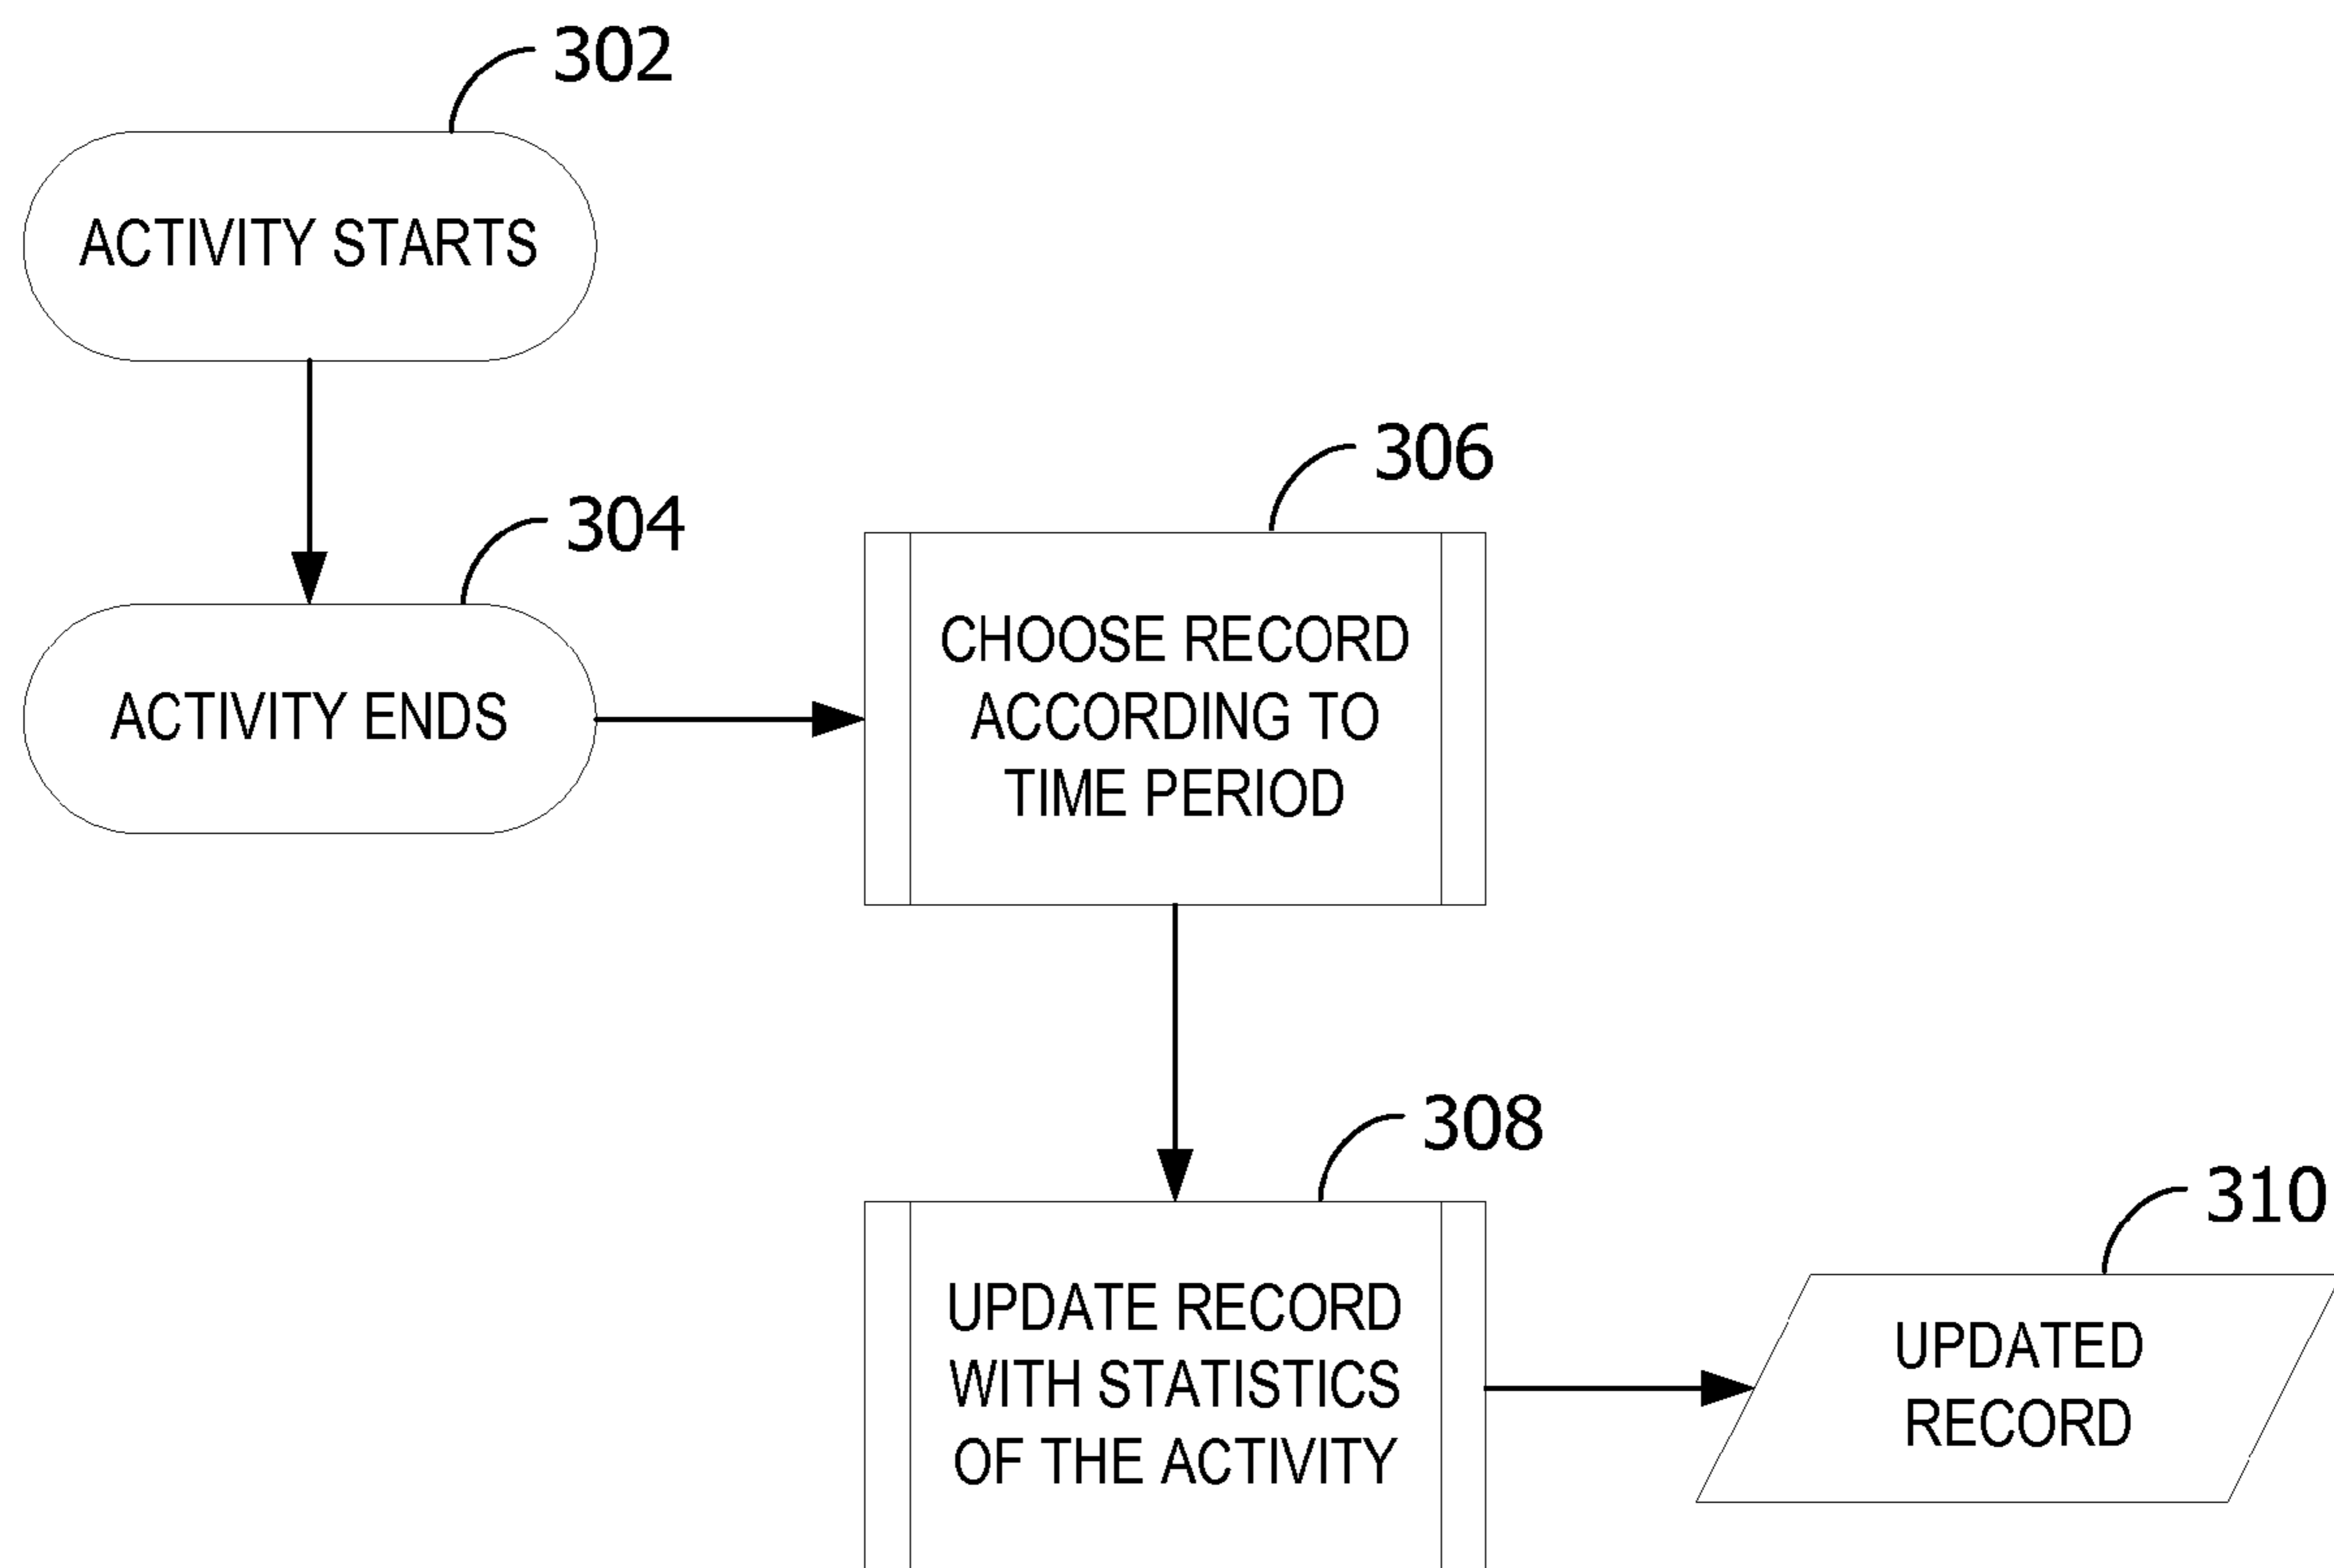 302
ACTIVITY STARTS
304
ACTIVITY ENDS
306
CHOOSE RECORD
ACCORDING TO
TIME PERIOD
308
UPDATE RECORD
WITH STATISTICS
OF THE ACTIVITY
310
UPDATED
RECORD